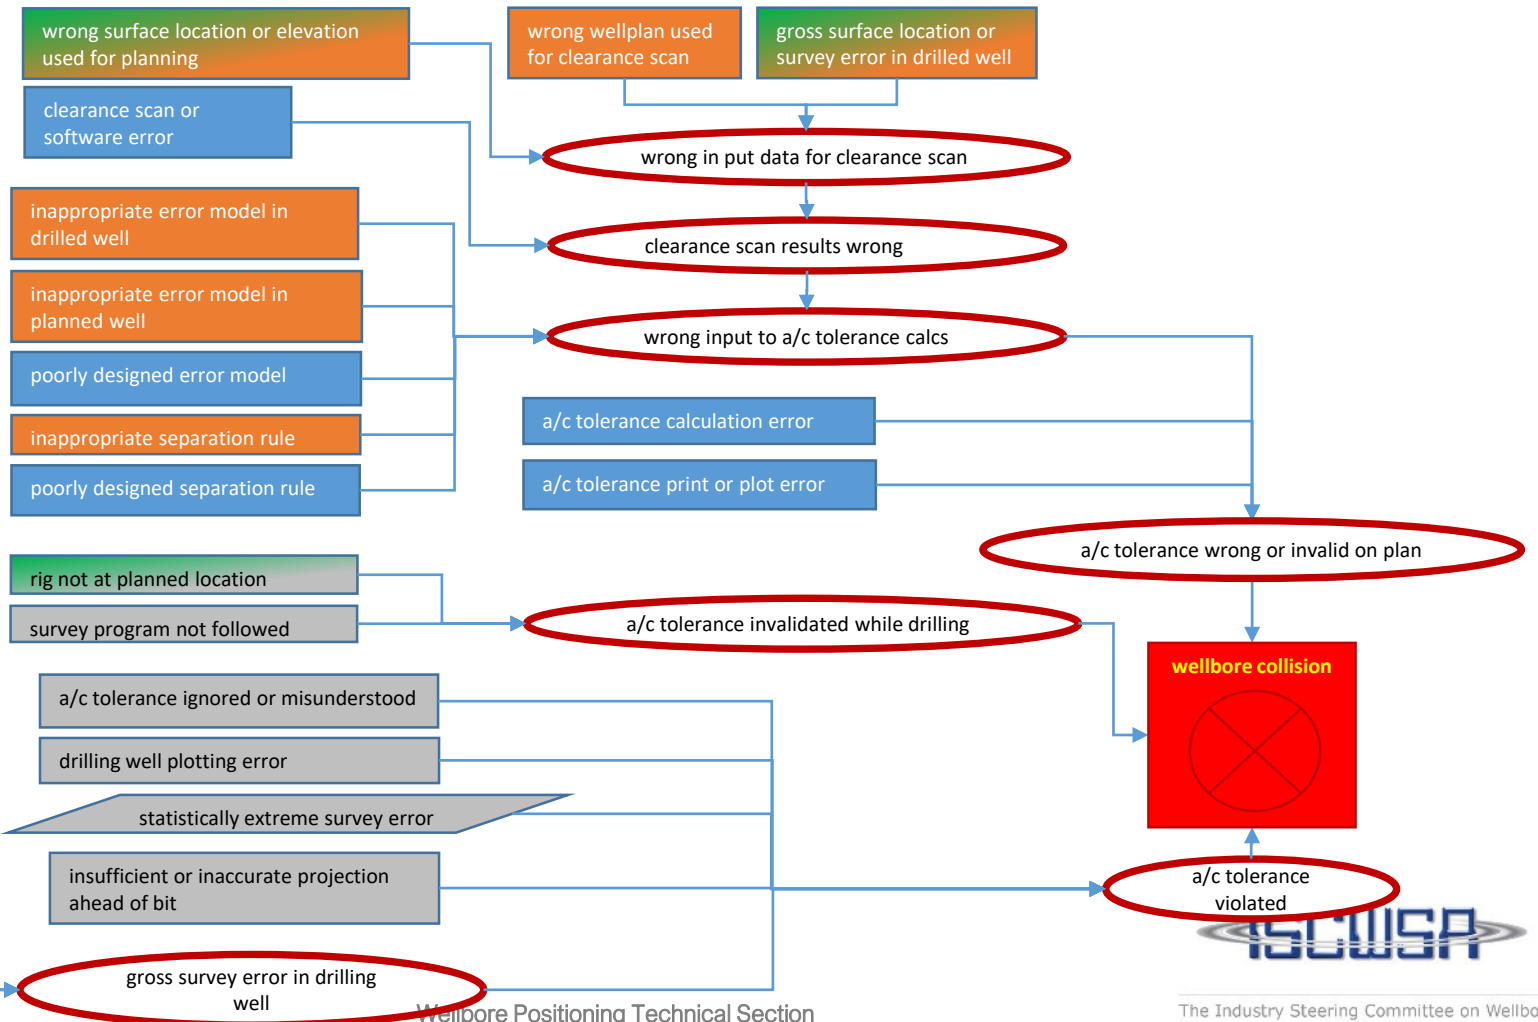 wrong surface location or elevation
used for planning
wrong wellplan used
for clearance scan
gross surface location or
survey error in drilled well
clearance scan or
software error
wrong in put data for clearance scan
inappropriate error model in
drilled well
clearance scan results wrong
inappropriate error model in
planned well
wrong input to a/c tolerance calcs
poorly designed error model
a/c tolerance calculation error
inappropriate separation rule
poorly designed separation rule
a/c tolerance print or plot error
a/c tolerance wrong or invalid on plan
rig not at planned location
survey program not followed
a/c tolerance invalidated while drilling
wellbore collision
a/c tolerance ignored or misunderstood
drilling well plotting error
statistically extreme survey error
insufficient or inaccurate projection
ahead of bit
a/c tolerance
violated
ISCWSA
gross survey error in drilling
well
Wellbore Positioning Technical Section
The Industry Steering Committee on Wellbo